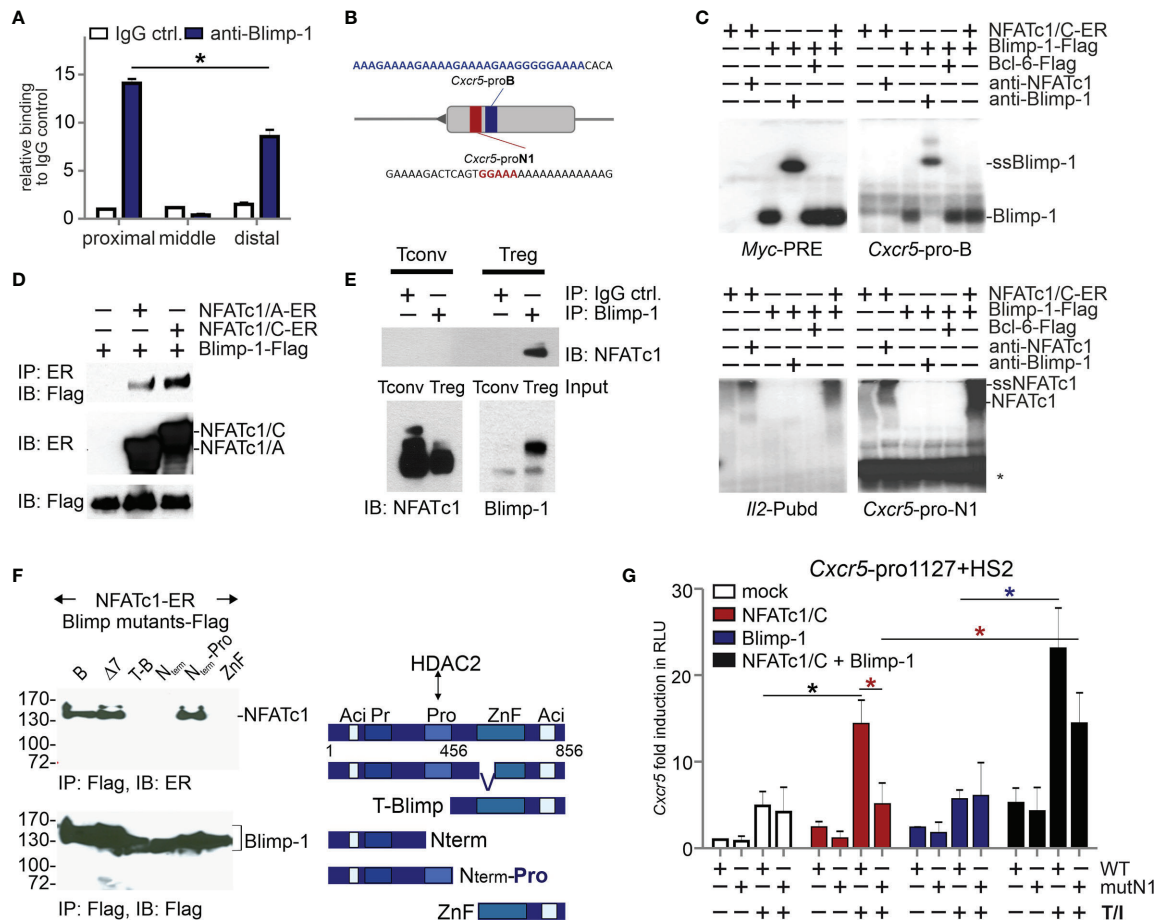 A
IgG ctrl. anti-Blimp-1
*
relative binding
to IgG control
15
10
5
0
proximal middle distal
B
AAAGAAAAGAAAAGAAAAGAAGGGGGAAAACACA
Cxcr5-proB
Cxcr5-proN1
GAAAAGACTCAGTGGAAAAAAAAAAAAAAAAG
C
+ + – – – – + + + – – – – + NFATc1/C-ER
– – + + + + – – + + + + Blimp-1-Flag
– – – – + – – – – – + – Bcl-6-Flag
– + – – – – – + – – – – anti-NFATc1
– – – + – – – – – + – – anti-Blimp-1
-ssBlimp-1
-Blimp-1
Myc-PRE Cxcr5-pro-B
NFATc1/C-ER
Blimp-1-Flag
Bcl-6-Flag
anti-NFATc1
anti-Blimp-1
-ssNFATc1
-NFATc1
*
Il2-Pubd Cxcr5-pro-N1
D
– + – NFATc1/A-ER
– – + NFATc1/C-ER
+ + + Blimp-1-Flag
IP: ER
IB: Flag
IB: ER
-NFATc1/C
-NFATc1/A
IB: Flag
E
Tconv Treg
+ – + – IP: IgG ctrl.
– + – + IP: Blimp-1
IB: NFATc1
Tconv Treg Tconv Treg Input
IB: NFATc1 Blimp-1
F
NFATc1-ER
Blimp mutants-Flag
B Δ7 T-B Nterm Nterm-Pro ZnF
170-
130-
100-
72-
-NFATc1
IP: Flag, IB: ER
170-
130-
100-
72-
Blimp-1
IP: Flag, IB: Flag
HDAC2
Aci Pr Pro ZnF Aci
1 456 856
T-Blimp
Nterm
Nterm-Pro
ZnF
G
Cxcr5-pro1127+HS2
mock
NFATc1/C
Blimp-1
NFATc1/C + Blimp-1
* * * *
Cxcr5 fold induction in RLU
30
20
10
0
+ – + – + – + – + – + – + – + – WT
– + – + – + – + – + – + – + – + mutN1
– – + + – – + + – – + + – – + + T/I